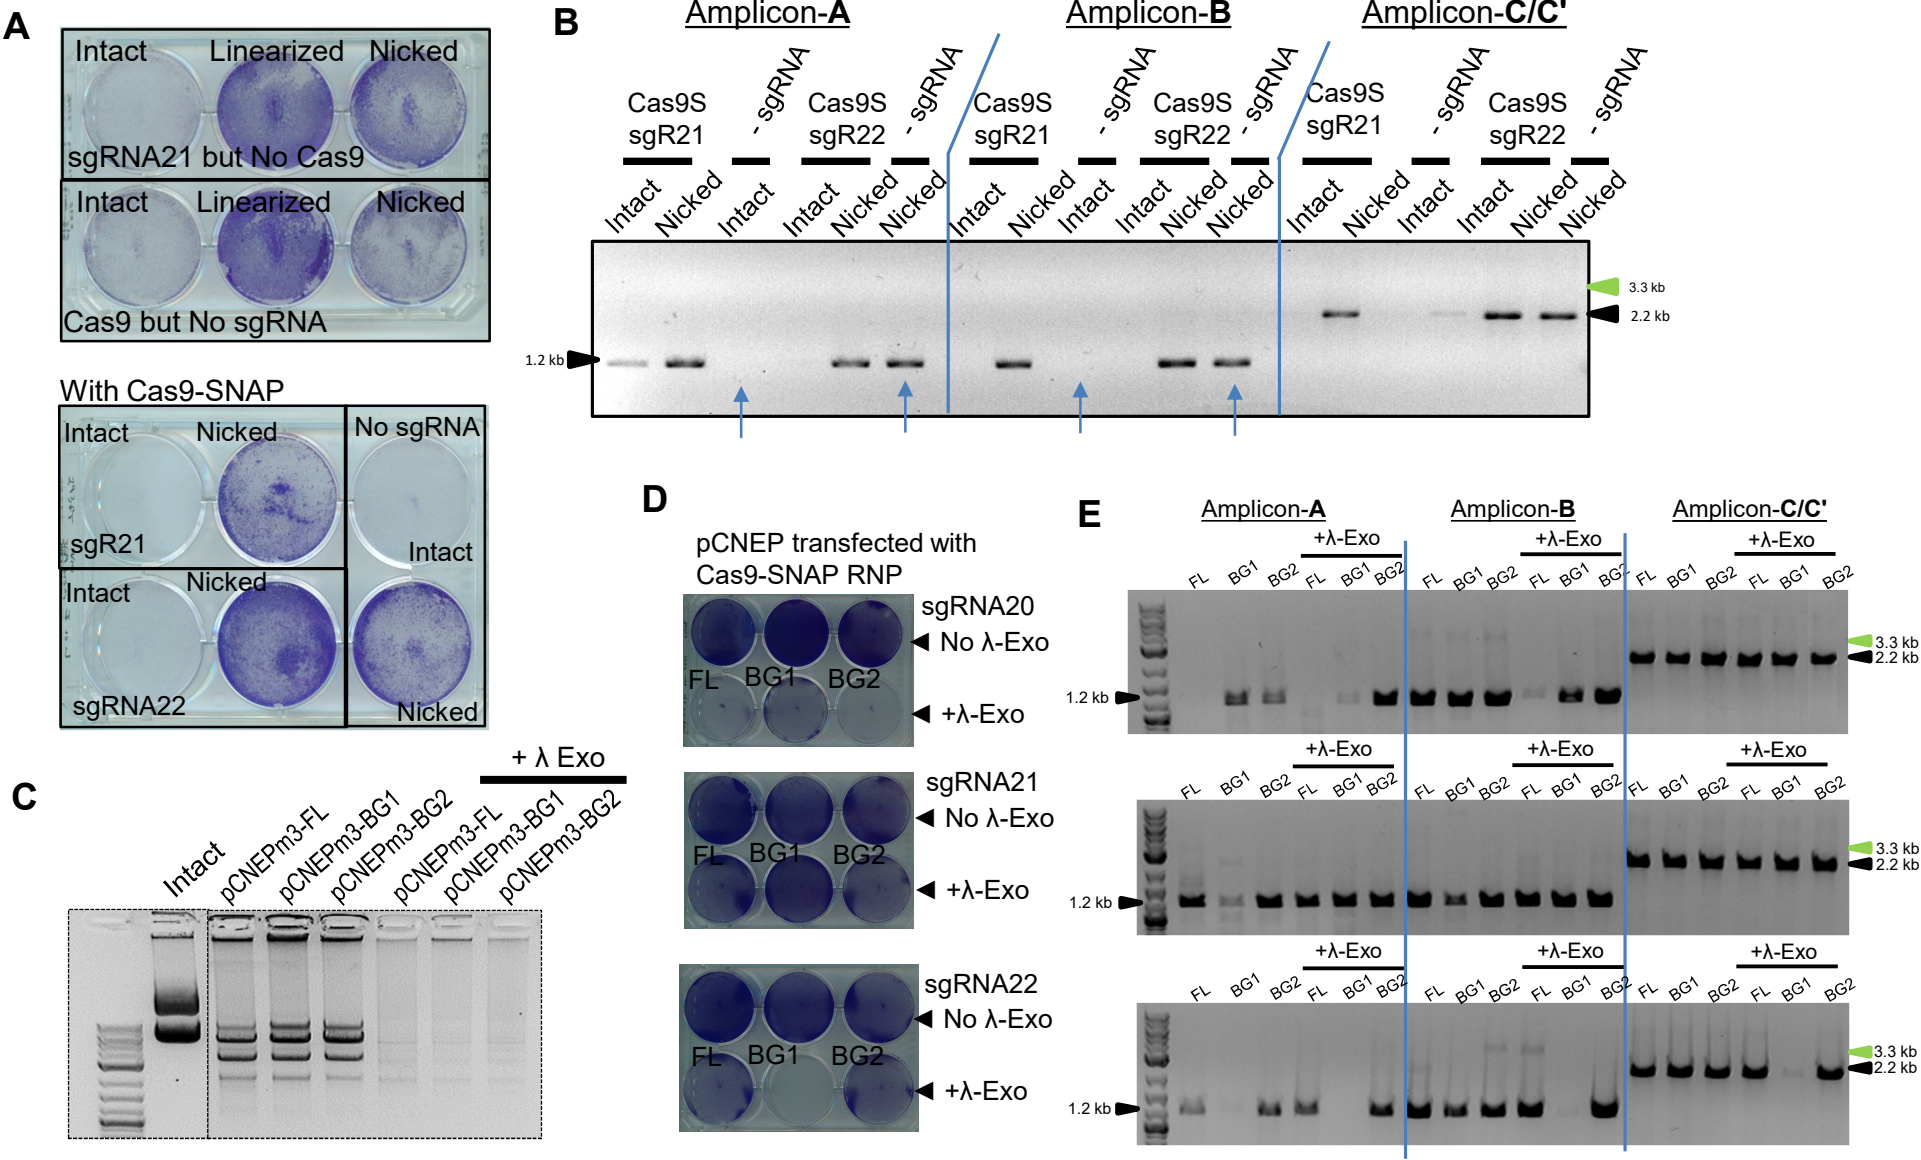 A
Intact Linearized Nicked
sgRNA21 but No Cas9
Intact Linearized Nicked
Cas9 but No sgRNA
With Cas9-SNAP
Intact Nicked No sgRNA
sgR21 Intact
Intact Nicked
sgRNA22 Nicked
B
Amplicon-A Amplicon-B Amplicon-C/C'
Cas9S sgR21 - sgRNA Cas9S sgR22 - sgRNA Cas9S sgR21 - sgRNA Cas9S sgR22 - sgRNA Cas9S sgR21 - sgRNA Cas9S sgR22 - sgRNA
Intact Nicked Intact Intact Nicked Nicked Intact Nicked Intact Intact Nicked Nicked Intact Nicked Intact Intact Nicked Nicked
3.3 kb
2.2 kb
1.2 kb
C
+ λ Exo
Intact pCNEPm3-FL pCNEPm3-BG1 pCNEPm3-BG2 pCNEPm3-FL pCNEPm3-BG1 pCNEPm3-BG2
D
pCNEP transfected with
Cas9-SNAP RNP
sgRNA20
No λ-Exo
FL BG1 BG2
+λ-Exo
sgRNA21
No λ-Exo
FL BG1 BG2
+λ-Exo
sgRNA22
No λ-Exo
FL BG1 BG2
+λ-Exo
E
Amplicon-A Amplicon-B Amplicon-C/C'
+λ-Exo +λ-Exo +λ-Exo
FL BG1 BG2 FL BG1 BG2 FL BG1 BG2 FL BG1 BG2 FL BG1 BG2 FL BG1 BG2
3.3 kb
2.2 kb
1.2 kb
+λ-Exo +λ-Exo +λ-Exo
FL BG1 BG2 FL BG1 BG2 FL BG1 BG2 FL BG1 BG2 FL BG1 BG2 FL BG1 BG2
3.3 kb
2.2 kb
1.2 kb
+λ-Exo +λ-Exo +λ-Exo
FL BG1 BG2 FL BG1 BG2 FL BG1 BG2 FL BG1 BG2 FL BG1 BG2 FL BG1 BG2
3.3 kb
2.2 kb
1.2 kb